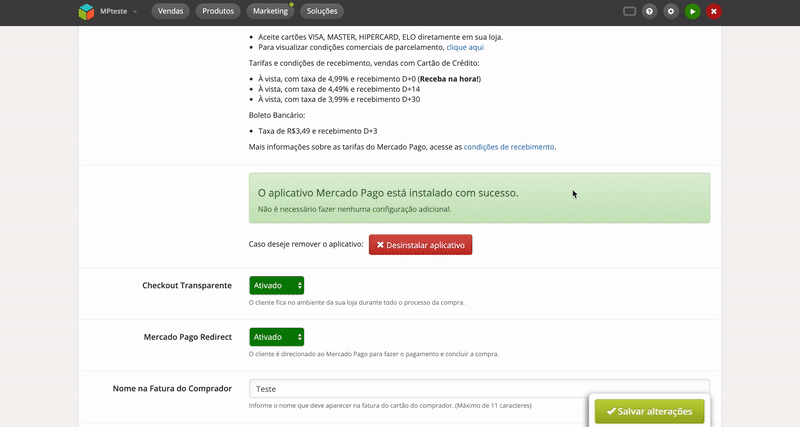 MPteste
Vendas
Produtos
Marketing
Soluções
Aceite cartões VISA, MASTER, HIPERCARD, ELO diretamente em sua loja.
Para visualizar condições comerciais de parcelamento, clique aqui
Tarifas e condições de recebimento, vendas com Cartão de Crédito:
À vista, com taxa de 4,99% e recebimento D+0 (Receba na hora!)
À vista, com taxa de 4,49% e recebimento D+14
À vista, com taxa de 3,99% e recebimento D+30
Boleto Bancário:
Taxa de R$3,49 e recebimento D+3
Mais informações sobre as tarifas do Mercado Pago, acesse as condições de recebimento.
O aplicativo Mercado Pago está instalado com sucesso.
Não é necessário fazer nenhuma configuração adicional.
Caso deseje remover o aplicativo:
Desinstalar aplicativo
Checkout Transparente
Ativado
O cliente fica no ambiente da sua loja durante todo o processo da compra.
Mercado Pago Redirect
Ativado
O cliente é direcionado ao Mercado Pago para fazer o pagamento e concluir a compra.
Nome na Fatura do Comprador
Teste
Informe o nome que deve aparecer na fatura do cartão do comprador. (Máximo de 11 caracteres)
Salvar alterações